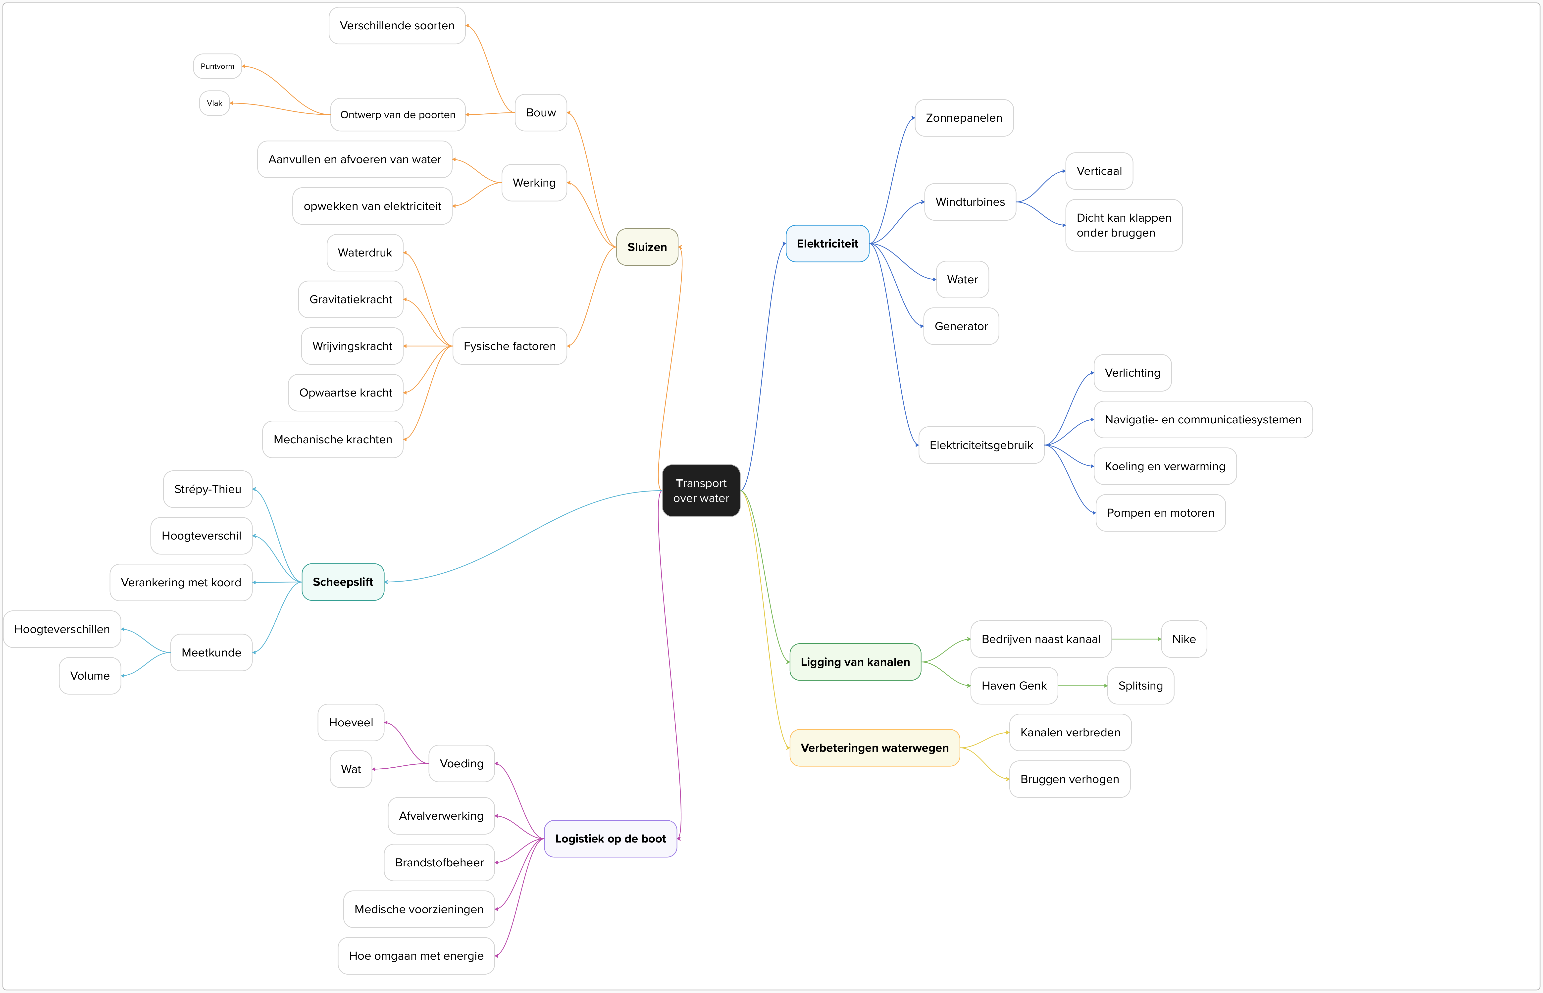 Transport
over water
Sluizen
Bouw
Verschillende soorten
Ontwerp van de poorten
Puntvorm
Vlak
Werking
Aanvullen en afvoeren van water
opwekken van elektriciteit
Fysische factoren
Waterdruk
Gravitatiekracht
Wrijvingskracht
Opwaartse kracht
Mechanische krachten
Scheepslift
Strépy-Thieu
Hoogteverschil
Verankering met koord
Meetkunde
Hoogteverschillen
Volume
Logistiek op de boot
Voeding
Hoeveel
Wat
Afvalverwerking
Brandstofbeheer
Medische voorzieningen
Hoe omgaan met energie
Elektriciteit
Zonnepanelen
Windturbines
Verticaal
Dicht kan klappen
onder bruggen
Water
Generator
Elektriciteitsgebruik
Verlichting
Navigatie- en communicatiesystemen
Koeling en verwarming
Pompen en motoren
Ligging van kanalen
Bedrijven naast kanaal
Nike
Haven Genk
Splitsing
Verbeteringen waterwegen
Kanalen verbreden
Bruggen verhogen